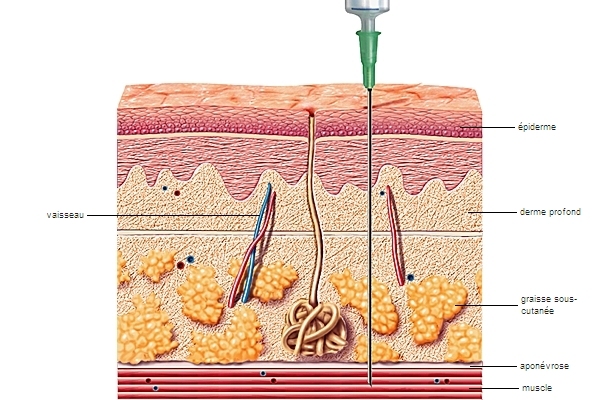 épiderme
vaisseau
derme profond
graisse sous-
cutanée
aponévrose
muscle